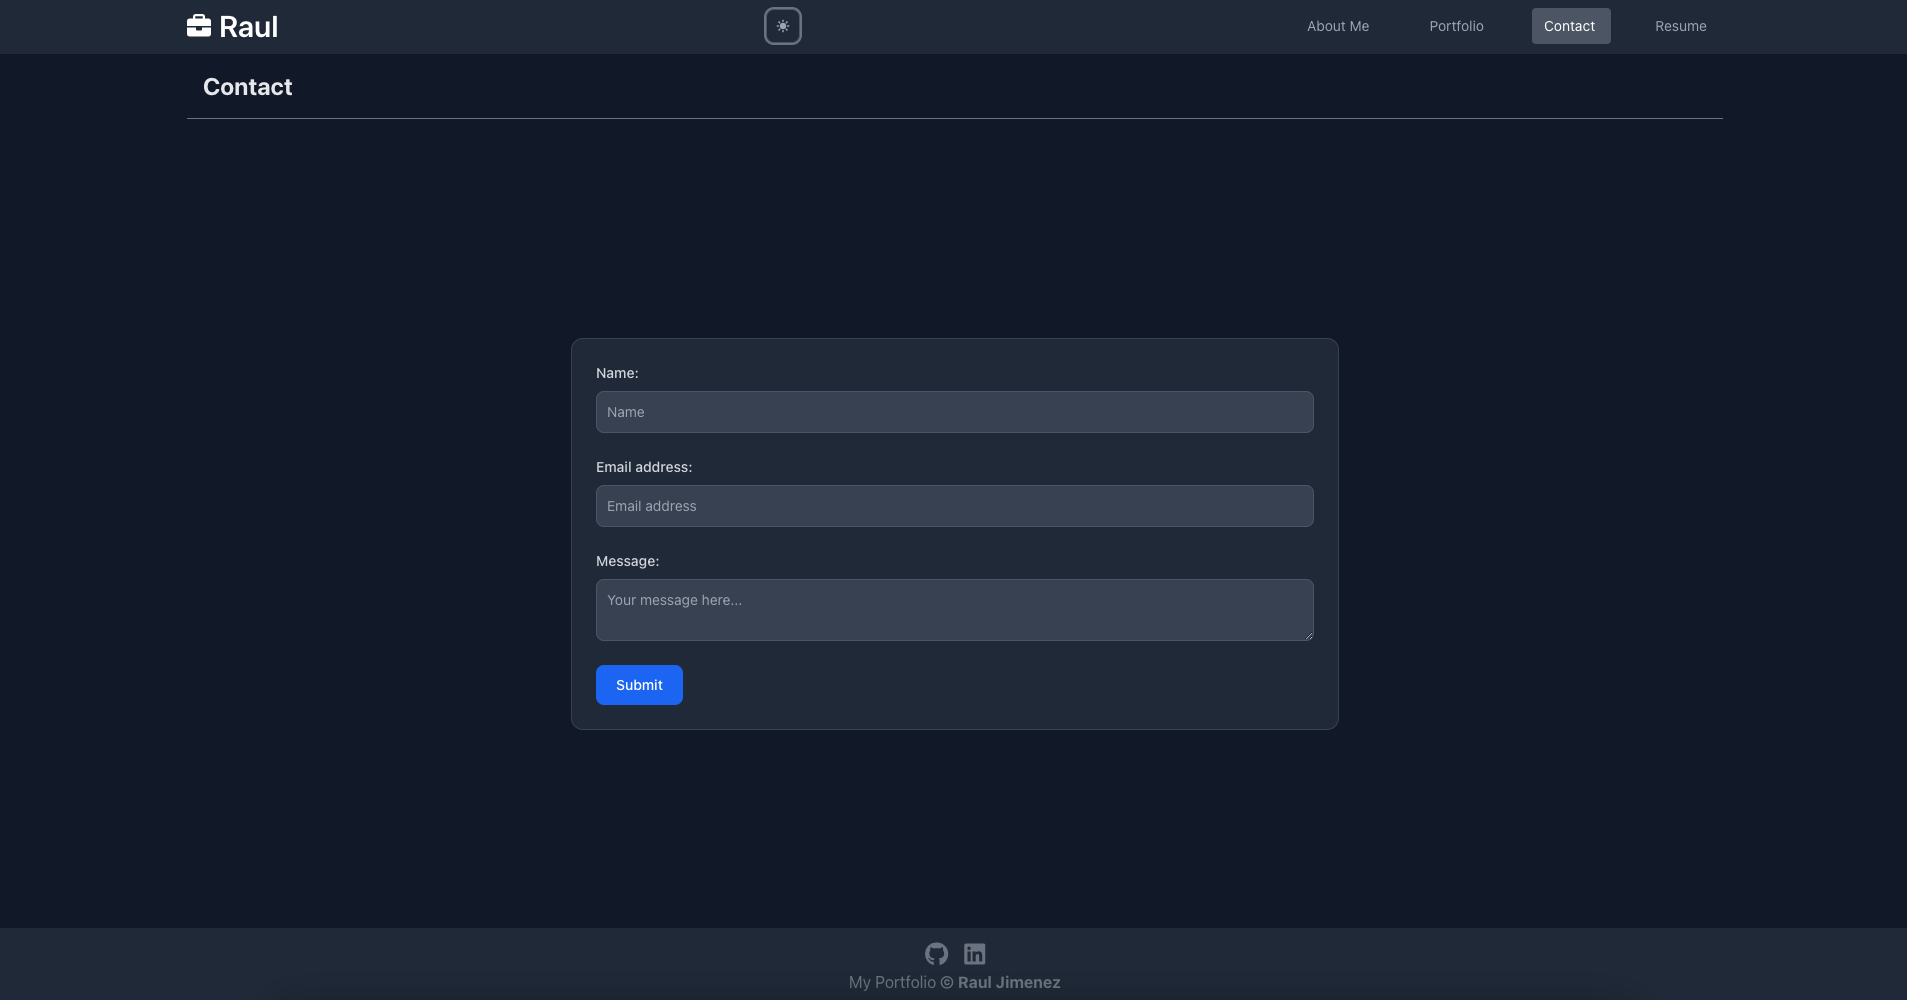 Raul
About Me
Portfolio
Contact
Resume
Contact
Name:
Name
Email address:
Email address
Message:
Your message here...
Submit
My Portfolio © Raul Jimenez